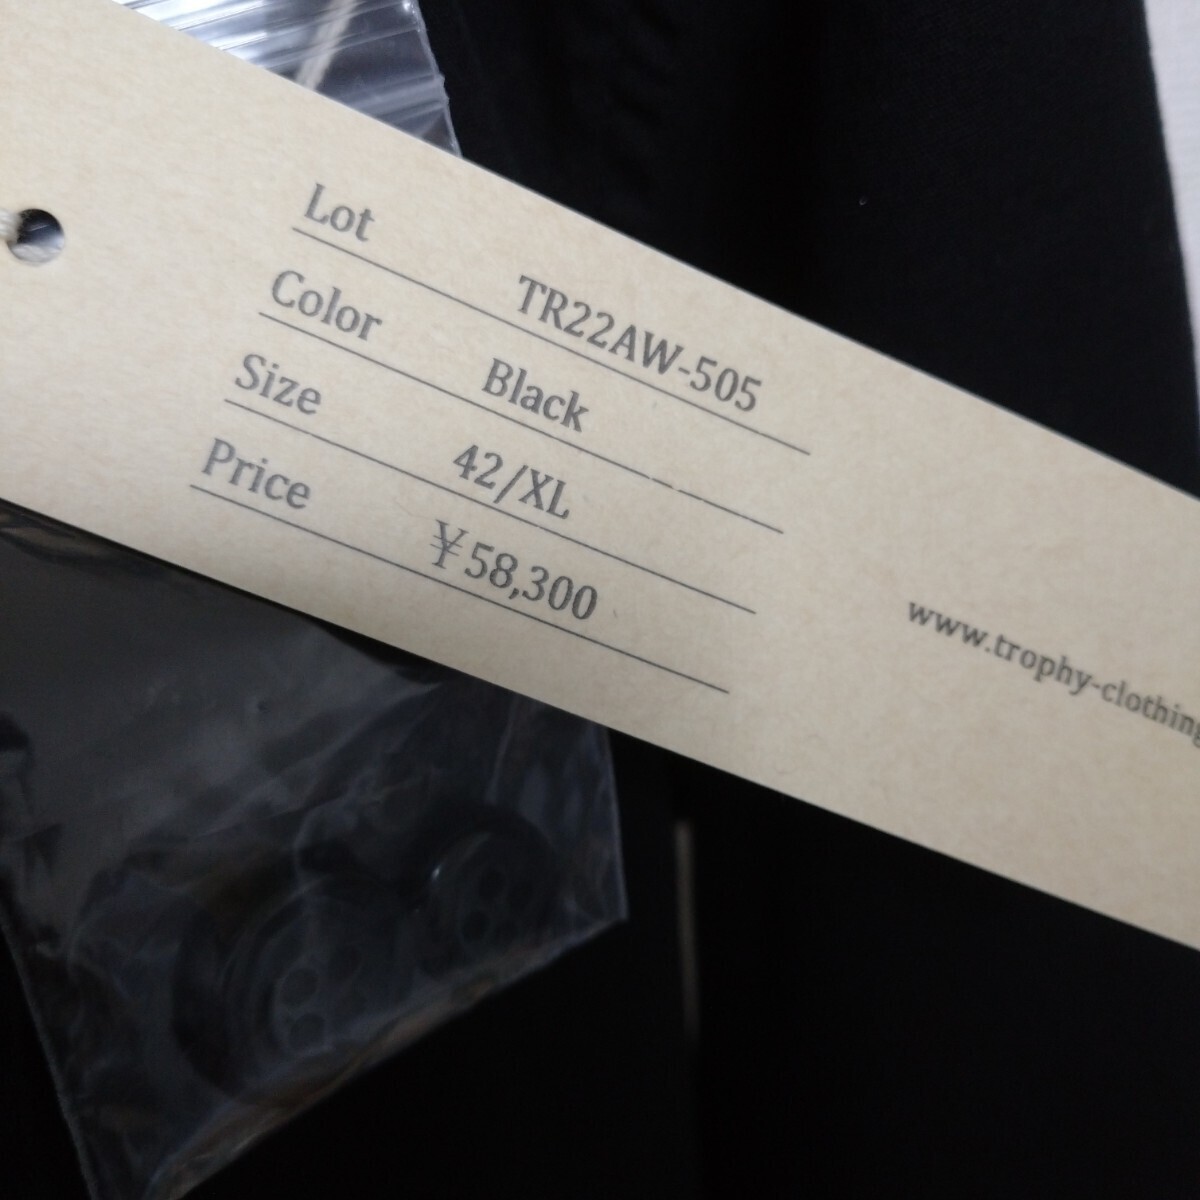 Lot TR22AW-505
Color Black
Size 42/XL
Price ¥58,300
www.trophy-clothing